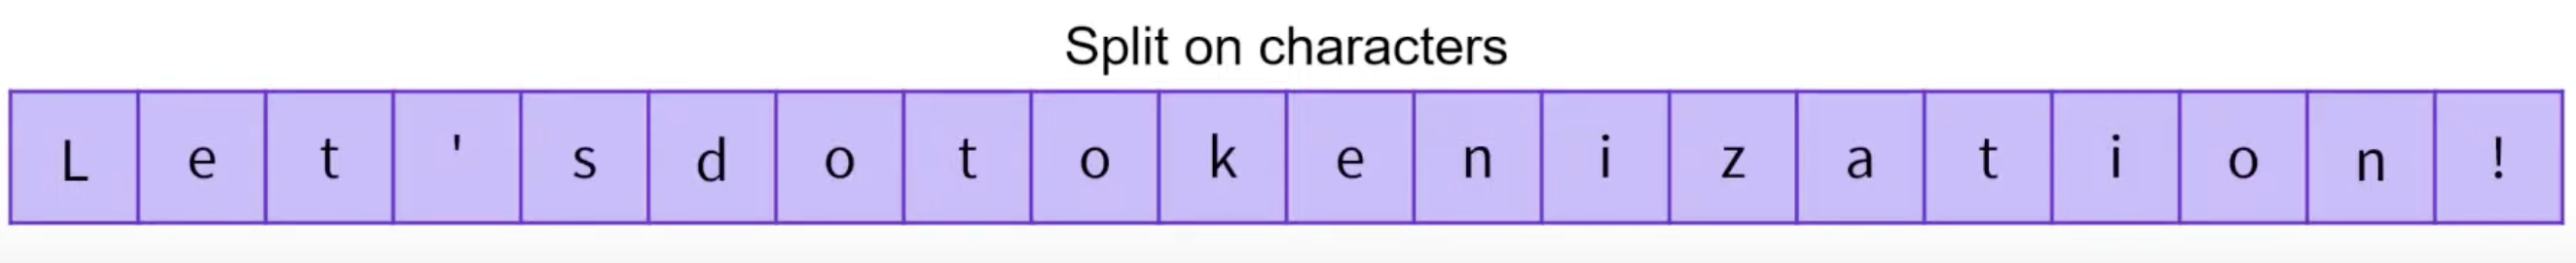 Split on characters
L e t ' s d o t o k e n i z a t i o n !